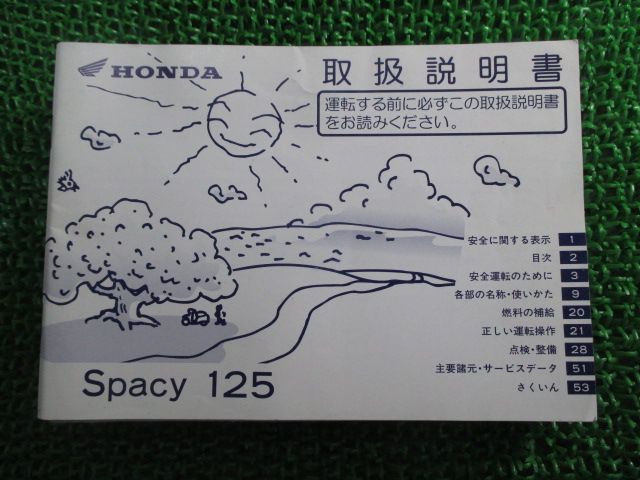 HONDA
取扱説明書
運転する前に必ずこの取扱説明書
をお読みください。
安全に関する表示 1
目次 2
安全運転のために 3
各部の名称・使いかた 9
燃料の補給 20
正しい運転操作 21
点検・整備 28
主要諸元・サービスデータ 51
さくいん 53
Spacy 125